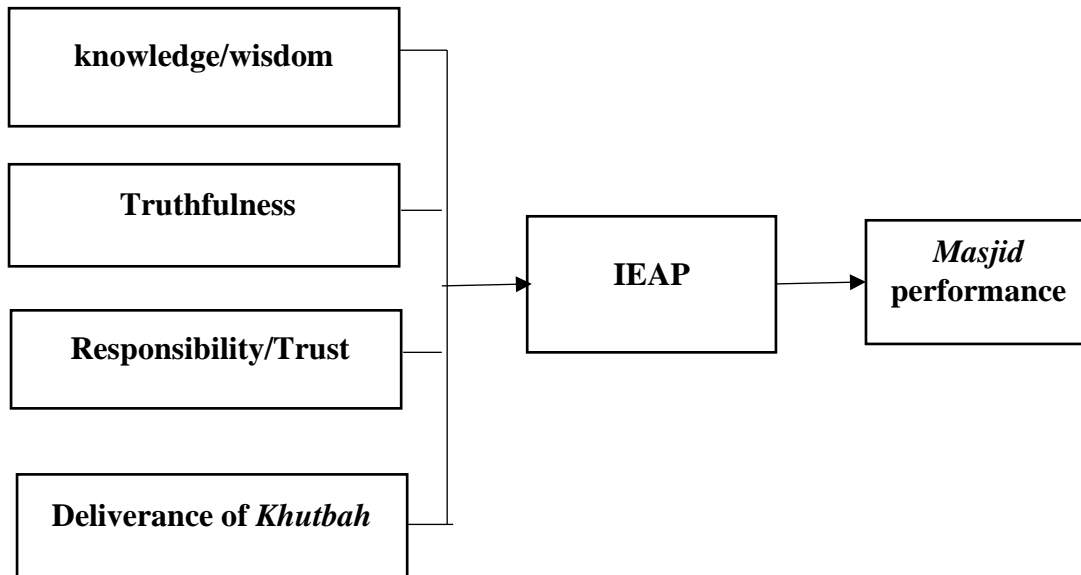 knowledge/wisdom
Truthfulness
Responsibility/Trust
Deliverance of Khutbah
IEAP
Masjid
performance